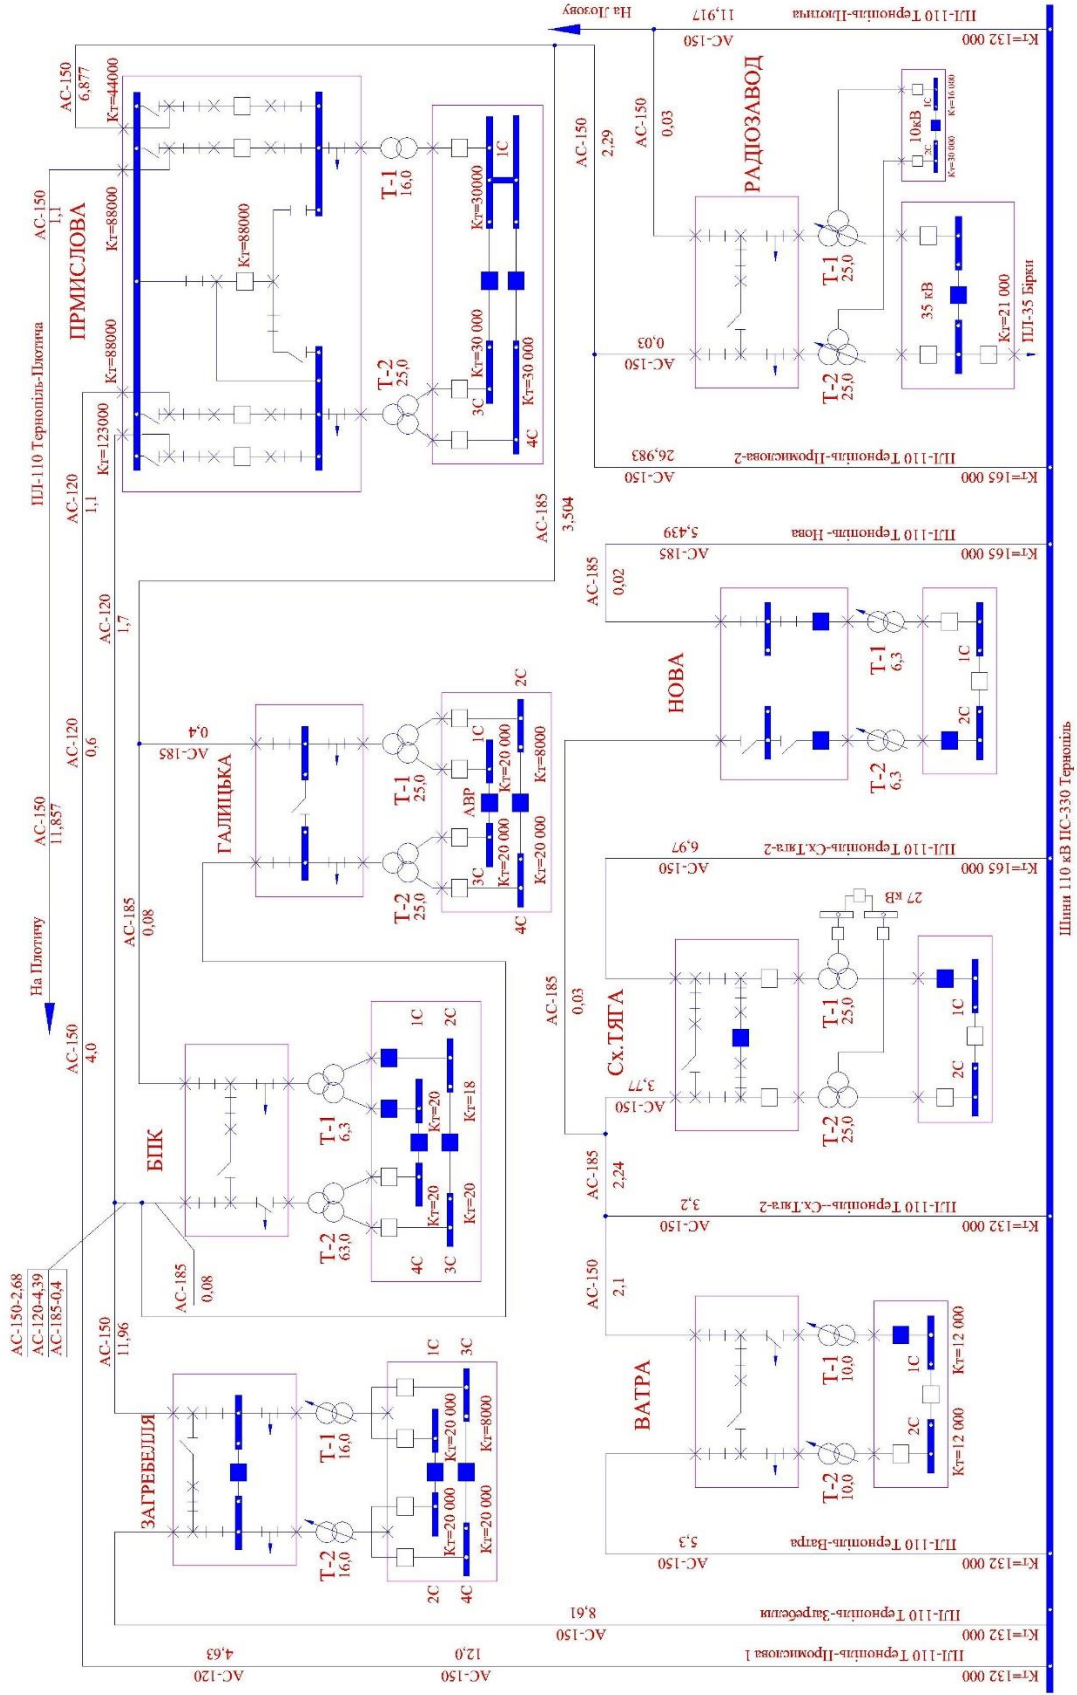 АС-150
6,877
На Лозову
11,917
АС-150
ПЛ-110 Тернопіль-Плотича
Кт=132 000
ПЛ-110 Тернопіль-Плотича
АС-150
1,1
ПРМИСЛОВА
Кт=44000
Кт=88000
Кт=88000
Кт=88000
Кт=123000
Т-1
16,0
Т-2
25,0
1С
Кт=30000
Кт=30 000
Кт=30 000
3С
4С
АС-120
1,1
АС-120
1,7
АС-185
3,504
АС-150
0,03
АС-150
2,29
РАДІОЗАВОД
10кВ
1С
2С
Кт=16 000
Кт=30 000
Т-1
25,0
Т-2
25,0
35 кВ
Кт=21 000
ПЛ-35 Бірки
0,03
АС-150
26,983
АС-150
ПЛ-110 Тернопіль-Промислова-2
Кт=165 000
5,439
АС-185
ПЛ-110 Тернопіль- Нова
Кт=165 000
АС-185
0,02
НОВА
Т-1
6,3
Т-2
6,3
1С
2С
АС-120
0,6
АС-150
11,857
На Плотичу
0,4
АС-185
ГАЛИЦЬКА
Т-1
25,0
Т-2
25,0
АВР
1С
2С
3С
4С
Кт=20 000
Кт=8000
Кт=20 000
Кт=20 000
АС-185
0,08
6,97
АС-150
ПЛ-110 Тернопіль-Сх.Тяга-2
Кт=165 000
АС-185
0,03
Сх.ТЯГА
27 кВ
Т-1
25,0
Т-2
25,0
1С
2С
3,77
АС-150
АС-150
4,0
БПК
Т-1
6,3
Т-2
63,0
1С
2С
4С
3С
Кт=20
Кт=18
Кт=20
Кт=20
АС-185
2,24
3,2
АС-150
ПЛ-110 Тернопіль--Сх.Тяга-2
Кт=132 000
АС-150-2,68
АС-120-4,39
АС-185-0,4
АС-185
0,08
АС-150
11,96
АС-150
2,1
ВАТРА
Т-1
10,0
Т-2
10,0
1С
2С
Кт=12 000
Кт=12 000
5,3
АС-150
ПЛ-110 Тернопіль-Ватра
Кт=132 000
ЗАГРЕБЕЛЛЯ
Т-1
16,0
Т-2
16,0
1С
3С
2С
4С
Кт=20 000
Кт=8000
Кт=20 000
Кт=20 000
8,61
АС-150
ПЛ-110 Тернопіль-Загребелля
Кт=132 000
4,63
АС-120
12,0
АС-150
ПЛ-110 Тернопіль-Промислова 1
Кт=132 000
Шини 110 кВ ПС-330 Тернопіль